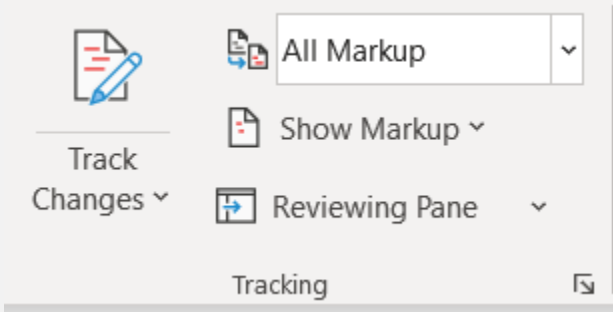 Track
Changes
All Markup
Show Markup
Reviewing Pane
Tracking